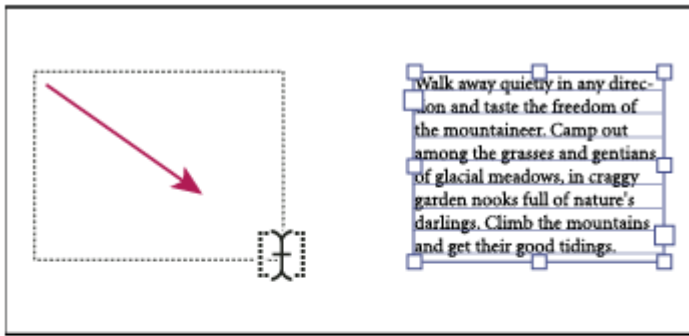 Walk away quietly in any direc-
tion and taste the freedom of
the mountaineer. Camp out
among the grasses and gentians
of glacial meadows, in craggy
garden nooks full of nature's
darlings. Climb the mountains
and get their good tidings.